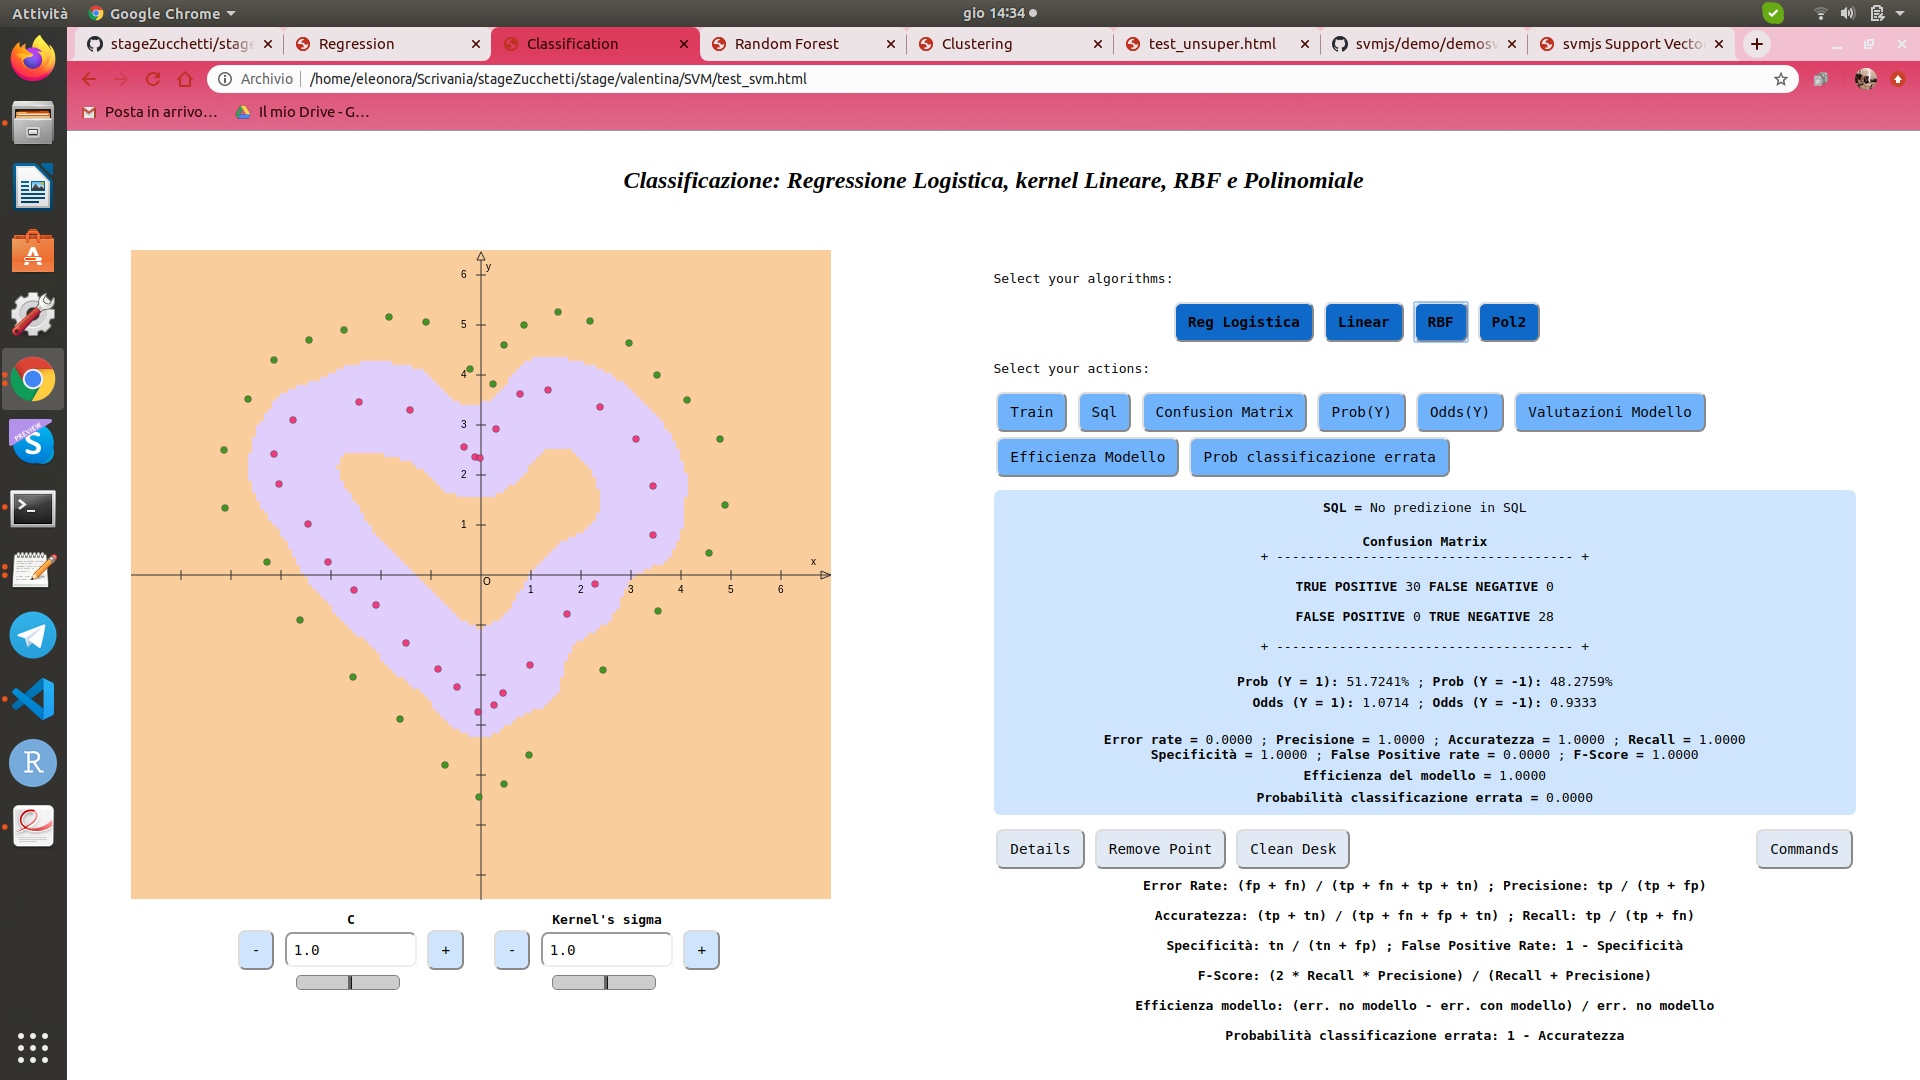 Attività Google Chrome gio 14:34
stageZucchetti/stage Regression Classification Random Forest Clustering test_unsuper.html svmjs/demo/demosv svmjs Support Vecto
Archivio /home/eleonora/Scrivania/stageZucchetti/stage/valentina/SVM/test_svm.html
Posta in arrivo... Il mio Drive - G...
Classificazione: Regressione Logistica, kernel Lineare, RBF e Polinomiale
y
6
5
4
3
2
1
x
O
1 2 3 4 5 6
C Kernel's sigma
- 1.0 + - 1.0 +
Select your algorithms:
Reg Logistica Linear RBF Pol2
Select your actions:
Train Sql Confusion Matrix Prob(Y) Odds(Y) Valutazioni Modello
Efficienza Modello Prob classificazione errata
SQL = No predizione in SQL
Confusion Matrix
+ -------------------------------------- +
TRUE POSITIVE 30 FALSE NEGATIVE 0
FALSE POSITIVE 0 TRUE NEGATIVE 28
+ -------------------------------------- +
Prob (Y = 1): 51.7241% ; Prob (Y = -1): 48.2759%
Odds (Y = 1): 1.0714 ; Odds (Y = -1): 0.9333
Error rate = 0.0000 ; Precisione = 1.0000 ; Accuratezza = 1.0000 ; Recall = 1.0000
Specificità = 1.0000 ; False Positive rate = 0.0000 ; F-Score = 1.0000
Efficienza del modello = 1.0000
Probabilità classificazione errata = 0.0000
Details Remove Point Clean Desk Commands
Error Rate: (fp + fn) / (tp + fn + tp + tn) ; Precisione: tp / (tp + fp)
Accuratezza: (tp + tn) / (tp + fn + fp + tn) ; Recall: tp / (tp + fn)
Specificità: tn / (tn + fp) ; False Positive Rate: 1 - Specificità
F-Score: (2 * Recall * Precisione) / (Recall + Precisione)
Efficienza modello: (err. no modello - err. con modello) / err. no modello
Probabilità classificazione errata: 1 - Accuratezza
PREVIEW
S
R